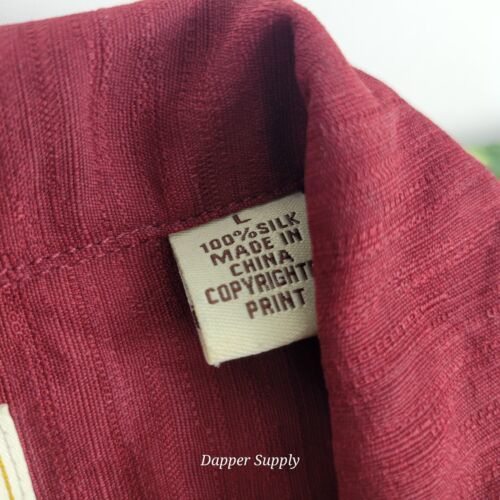 L
100% SILK
MADE IN
CHINA
COPYRIGHT
PRINT
Dapper Supply